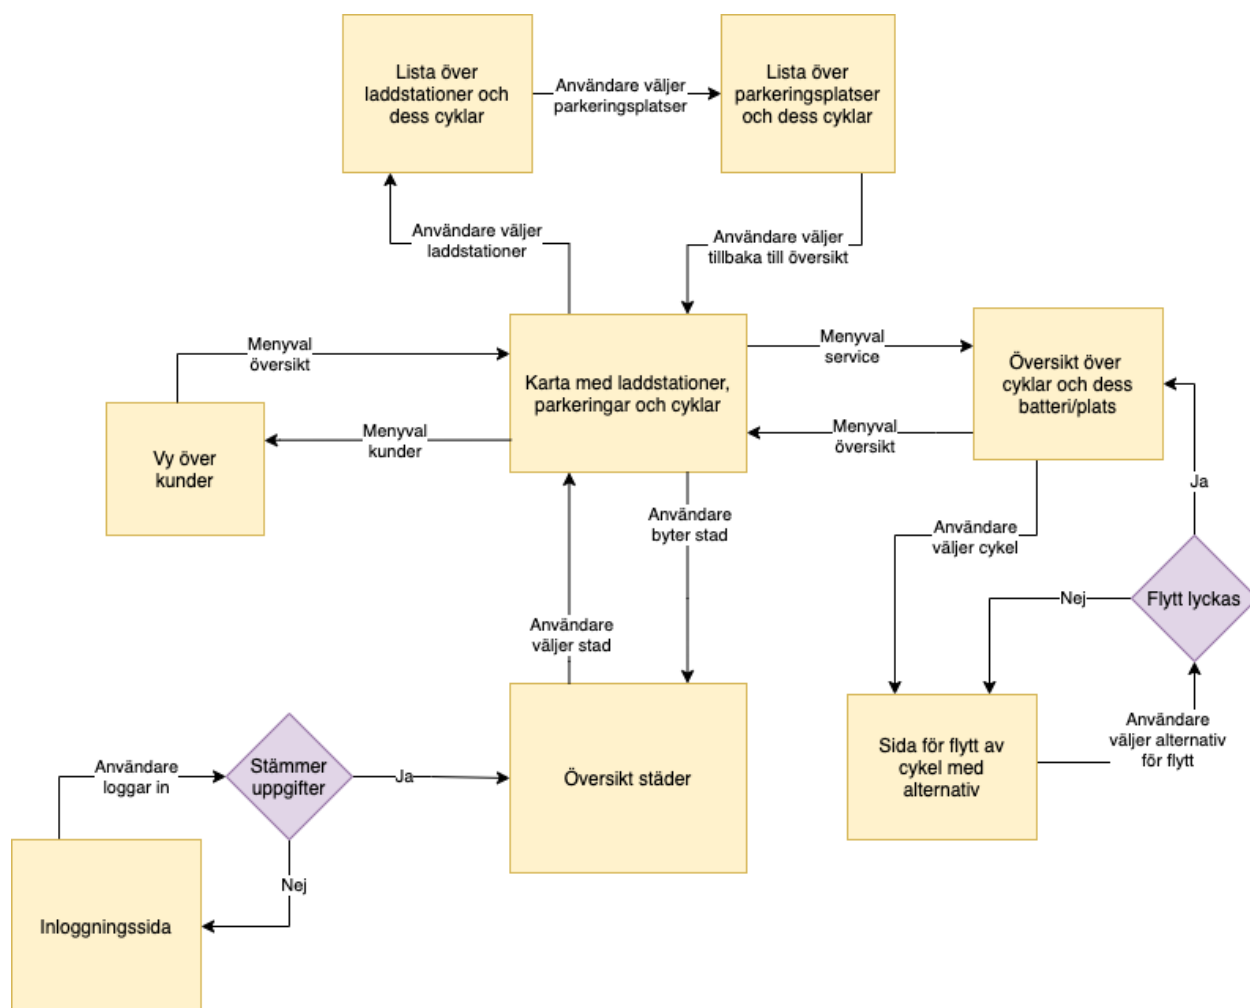 Lista över
laddstationer och
dess cyklar
Användare väljer
parkeringsplatser
Lista över
parkeringsplatser
och dess cyklar
Användare väljer
laddstationer
Användare väljer
tillbaka till översikt
Menyval
översikt
Karta med laddstationer,
parkeringar och cyklar
Menyval
service
Översikt över
cyklar och dess
batteri/plats
Menyval
kunder
Menyval
översikt
Vy över
kunder
Ja
Användare
byter stad
Användare
väljer cykel
Nej
Flytt lyckas
Användare
väljer stad
Användare
väljer alternativ
för flytt
Sida för flytt av
cykel med
alternativ
Användare
loggar in
Stämmer
uppgifter
Ja
Översikt städer
Nej
Inloggningssida